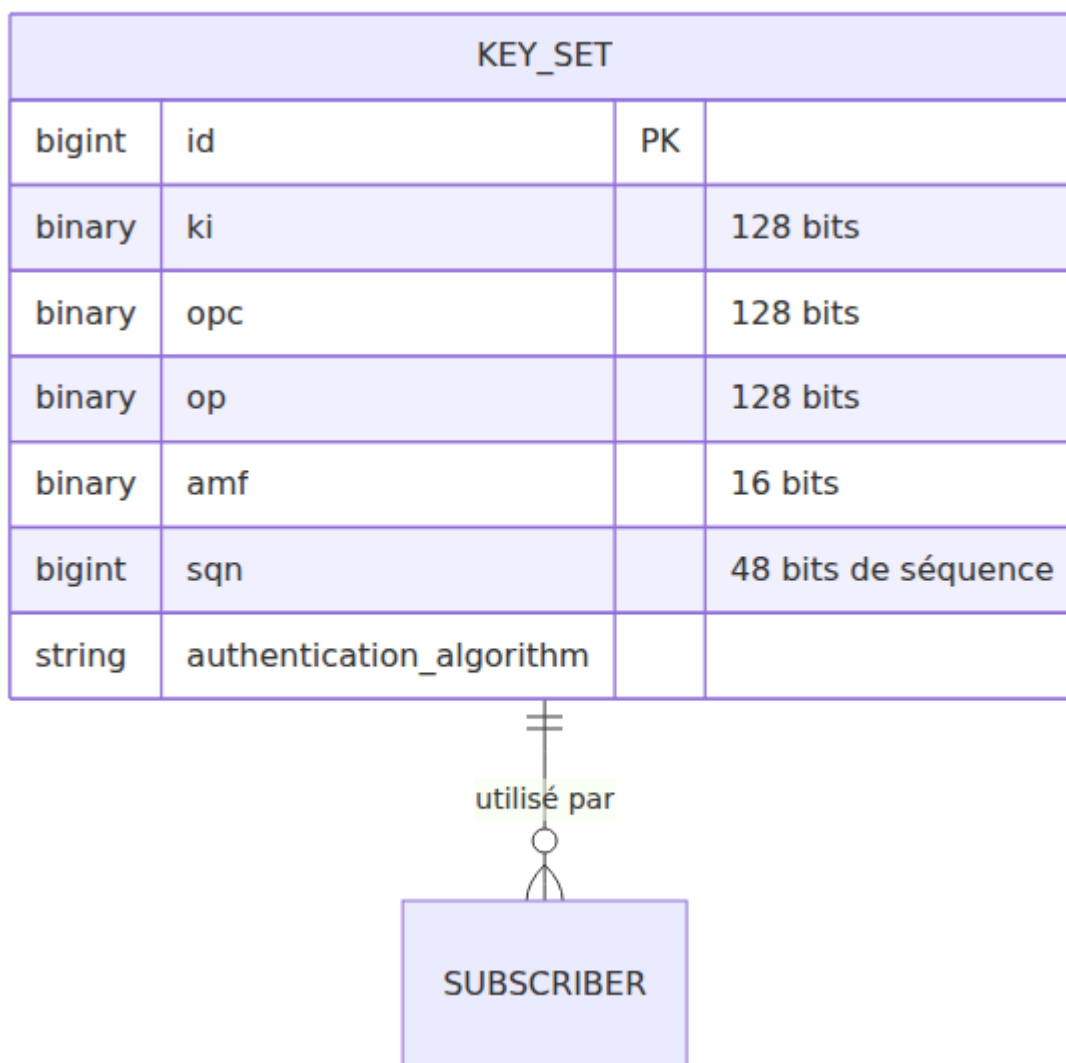 KEY_SET
bigint id PK
binary ki 128 bits
binary opc 128 bits
binary op 128 bits
binary amf 16 bits
bigint sqn 48 bits de séquence
string authentication_algorithm
utilisé par
SUBSCRIBER